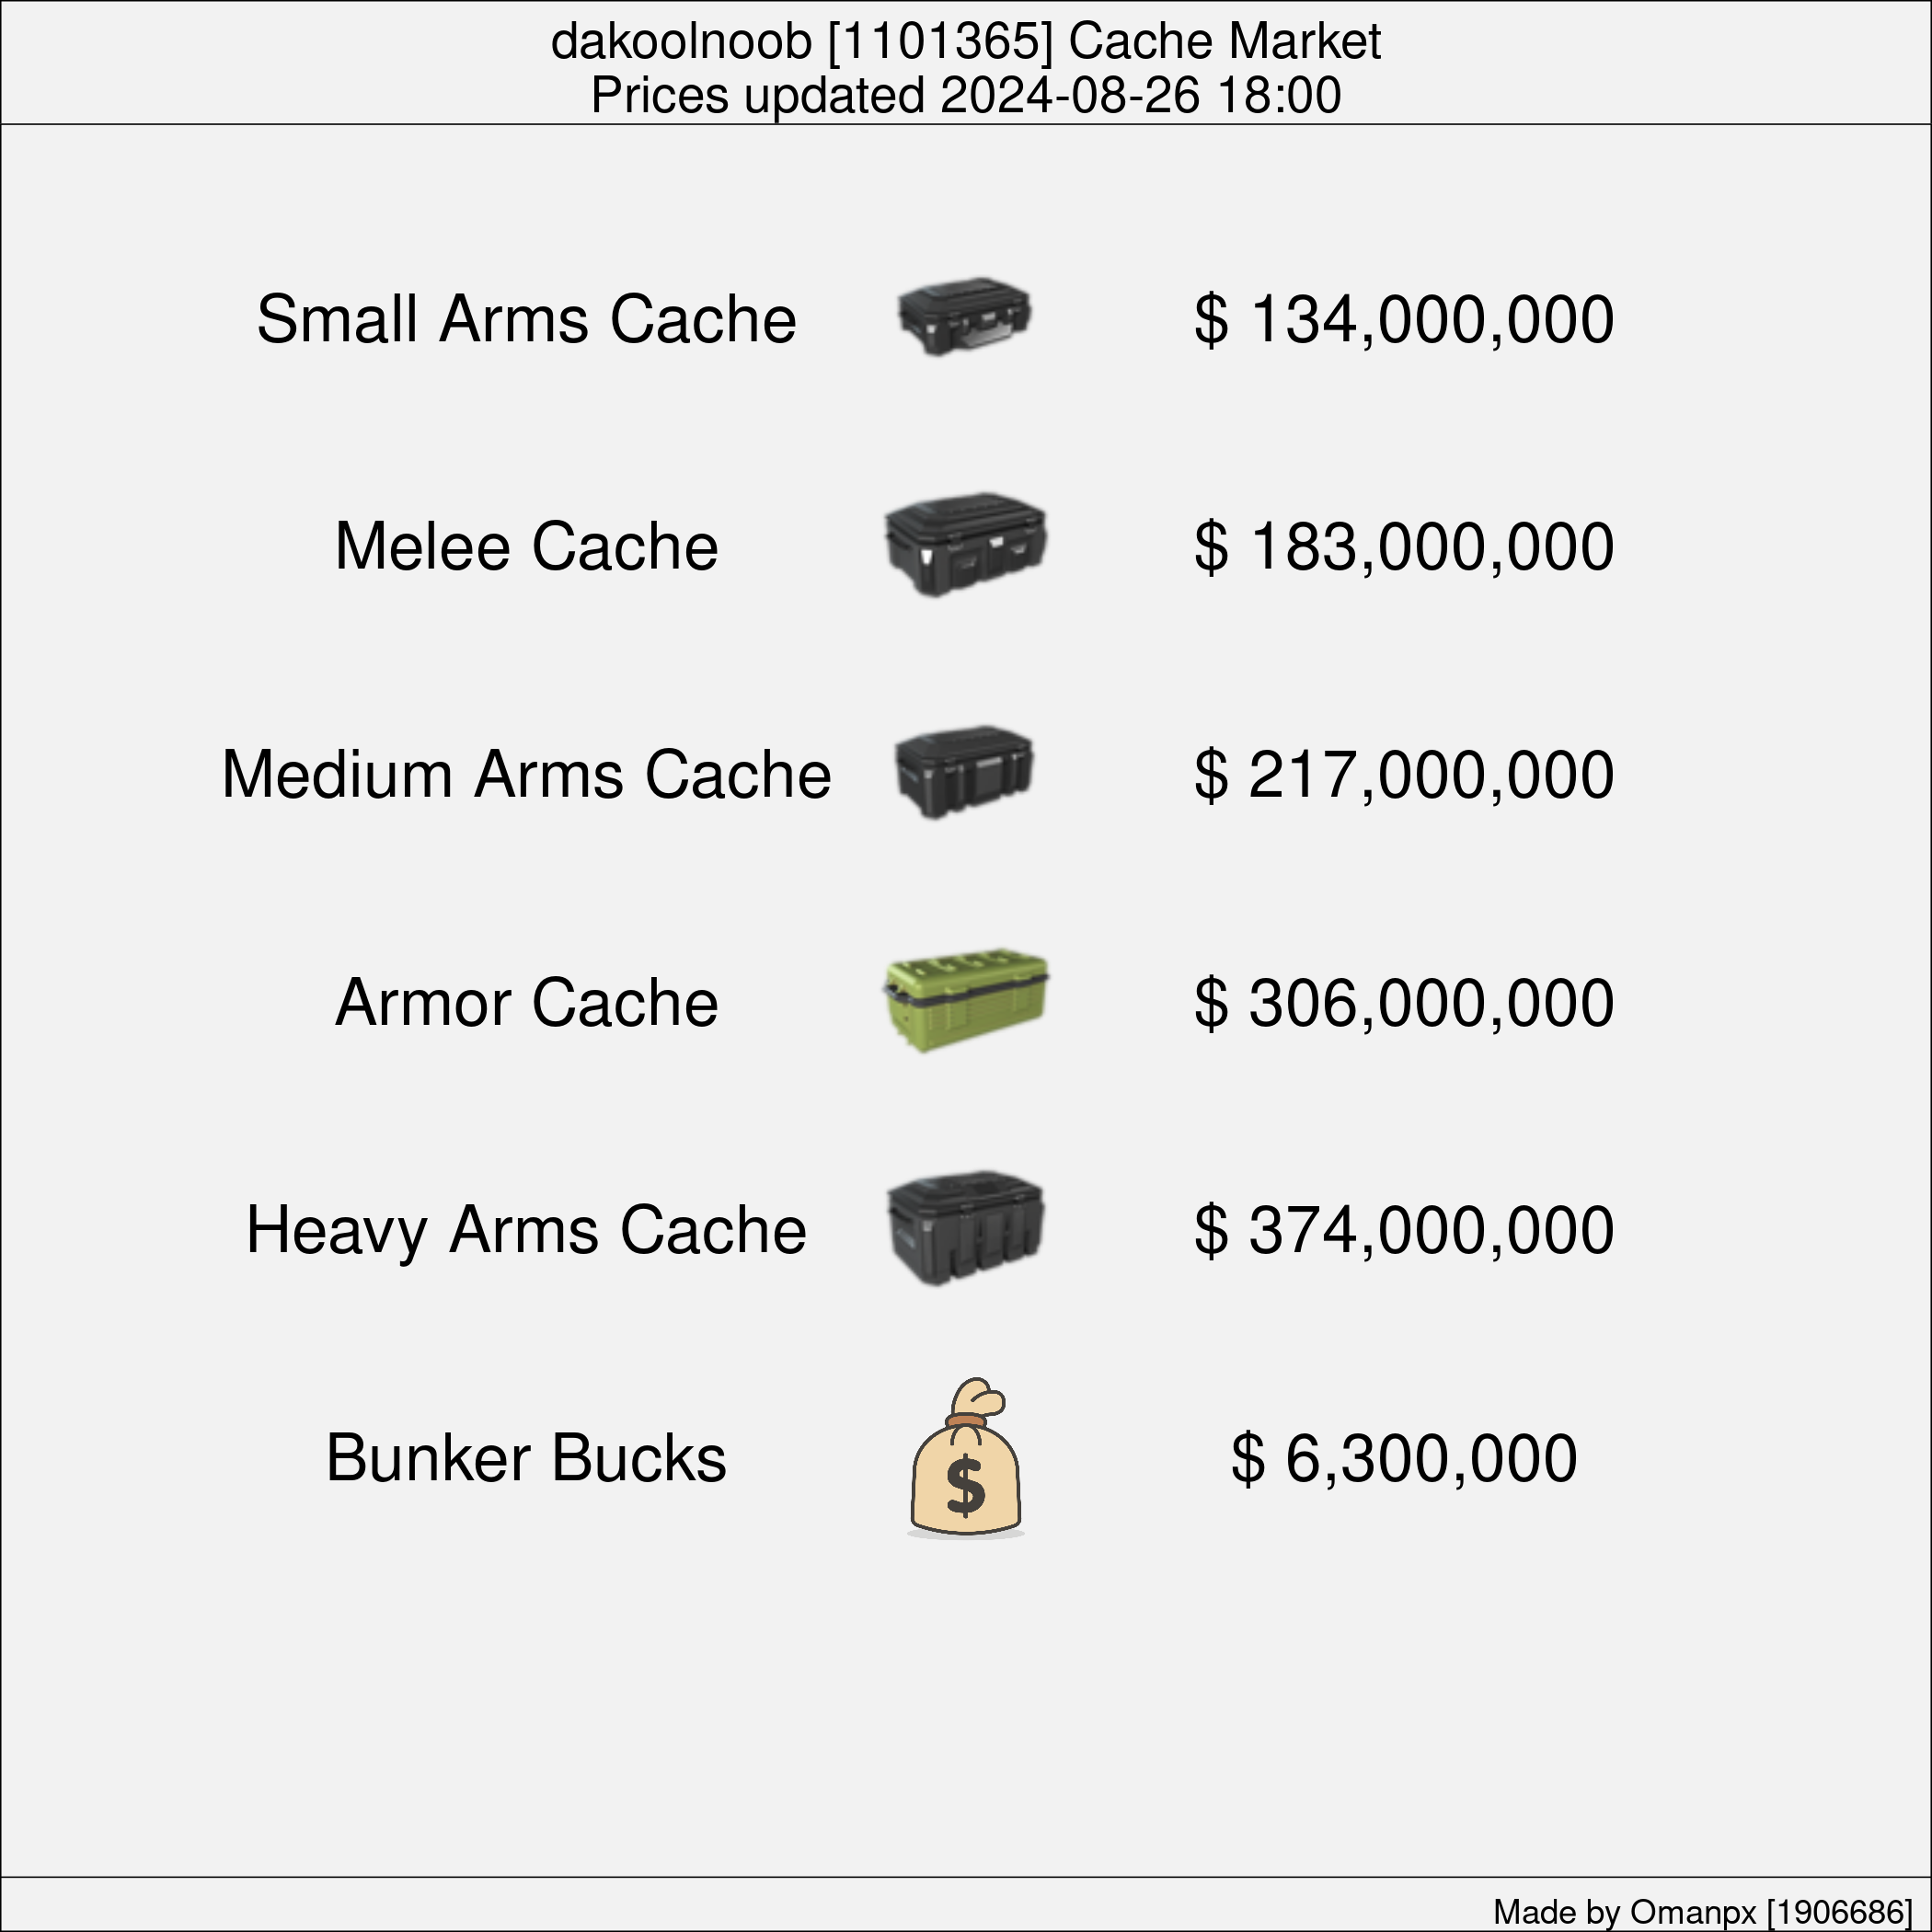 dakoolnoob [1101365] Cache Market
Prices updated 2024-08-26 18:00
Small Arms Cache $ 134,000,000
Melee Cache $ 183,000,000
Medium Arms Cache $ 217,000,000
Armor Cache $ 306,000,000
Heavy Arms Cache $ 374,000,000
Bunker Bucks $ $ 6,300,000
Made by Omanpx [1906686]